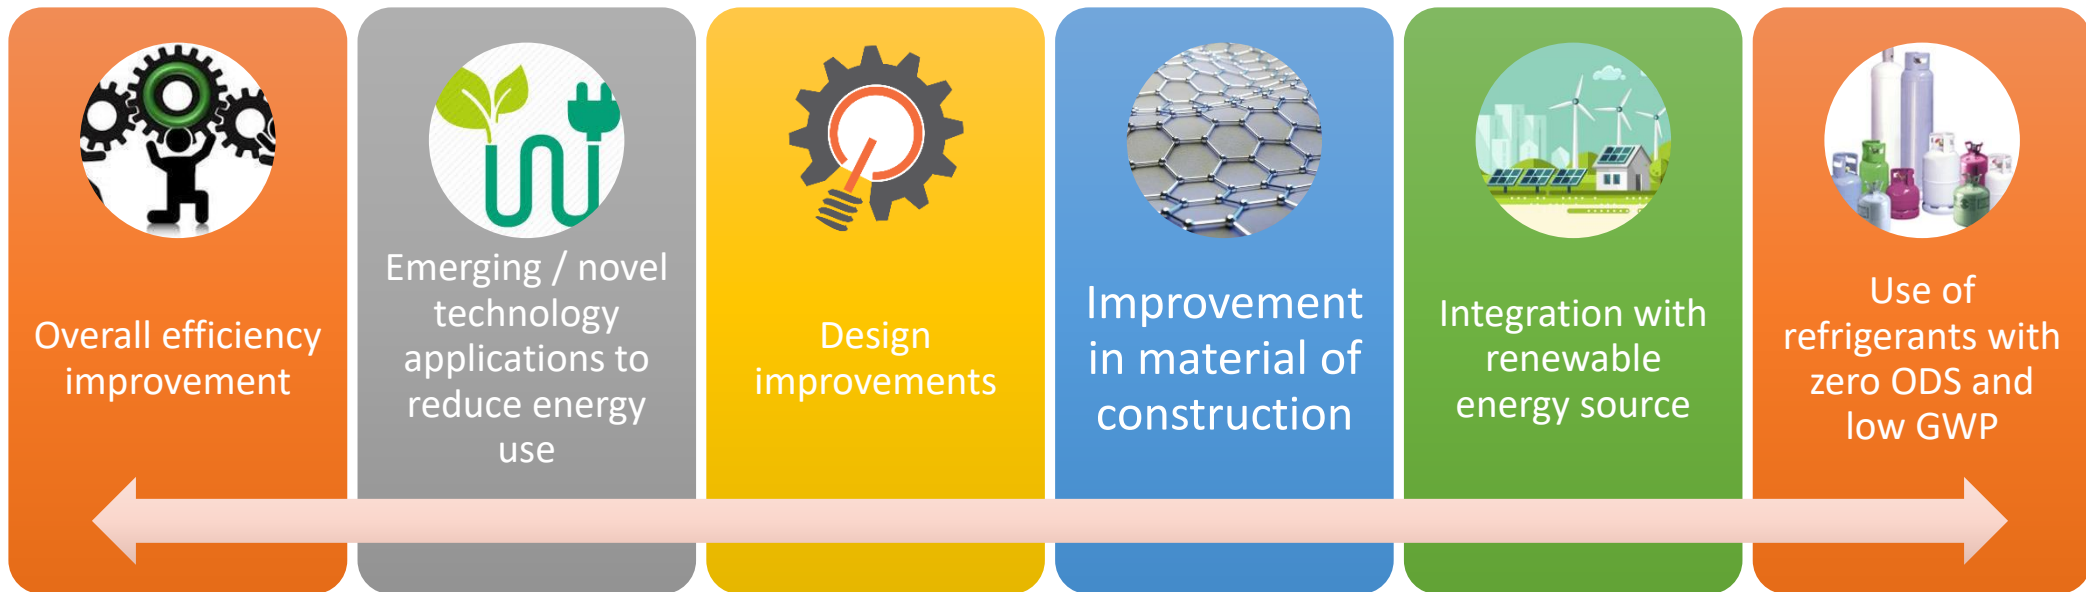 Overall efficiency
improvement
Emerging / novel
technology
applications to
reduce energy
use
Design
improvements
Improvement
in material of
construction
Integration with
renewable
energy source
Use of
refrigerants with
zero ODS and
low GWP